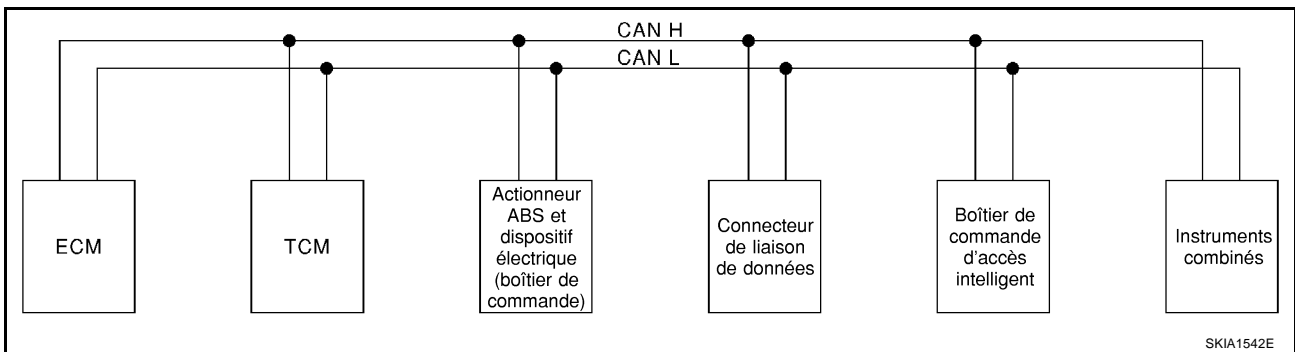 CAN H
CAN L
ECM
TCM
Actionneur
ABS et
dispositif
électrique
(boîtier de
commande)
Connecteur
de liaison
de données
Boîtier de
commande
d'accès
intelligent
Instruments
combinés
SKIA1542E